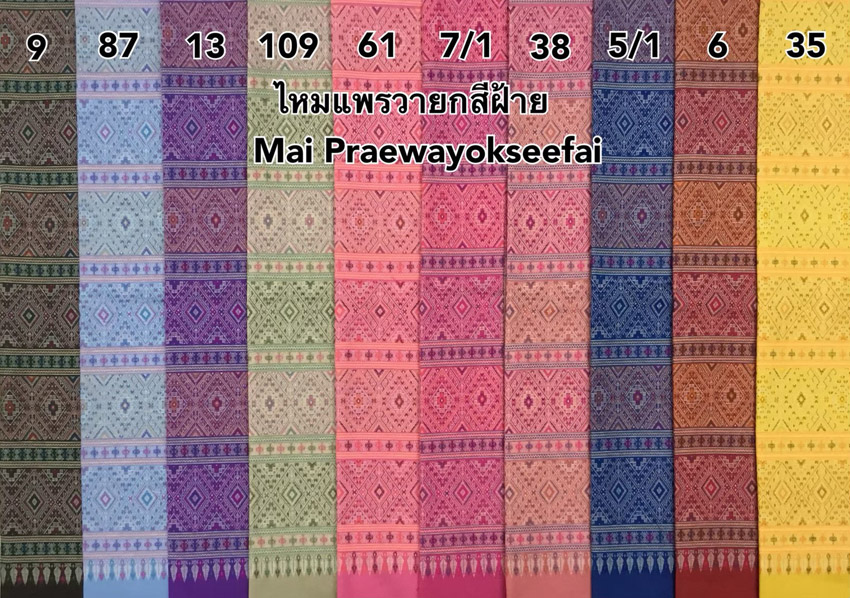 9 87 13 109 61 7/1 38 5/1 6 35
ไหมแพรวายกสีฝ้าย
Mai Praewayokseefai